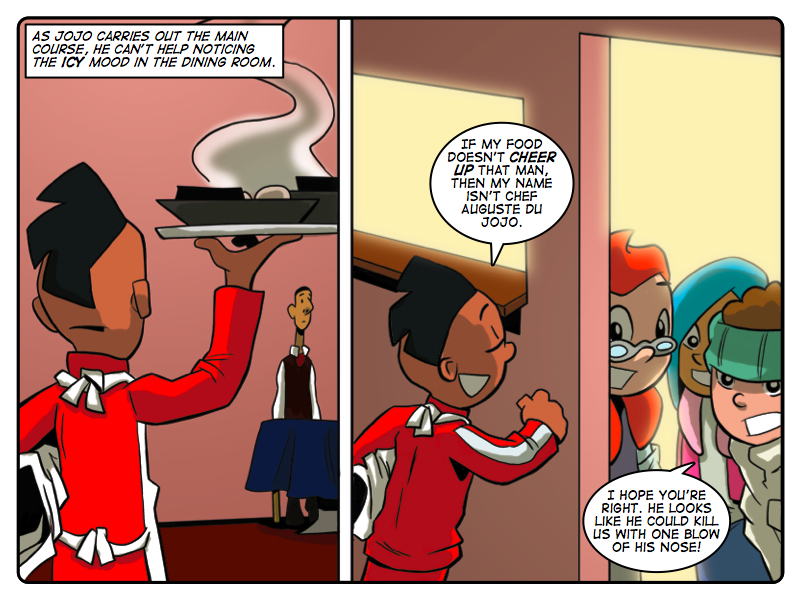 AS JOJO CARRIES OUT THE MAIN
COURSE, HE CAN'T HELP NOTICING
THE ICY MOOD IN THE DINING ROOM.
IF MY FOOD
DOESN'T CHEER
UP THAT MAN,
THEN MY NAME
ISN'T CHEF
AUGUSTE DU
JOJO.
I HOPE YOU'RE
RIGHT. HE LOOKS
LIKE HE COULD KILL
US WITH ONE BLOW
OF HIS NOSE!